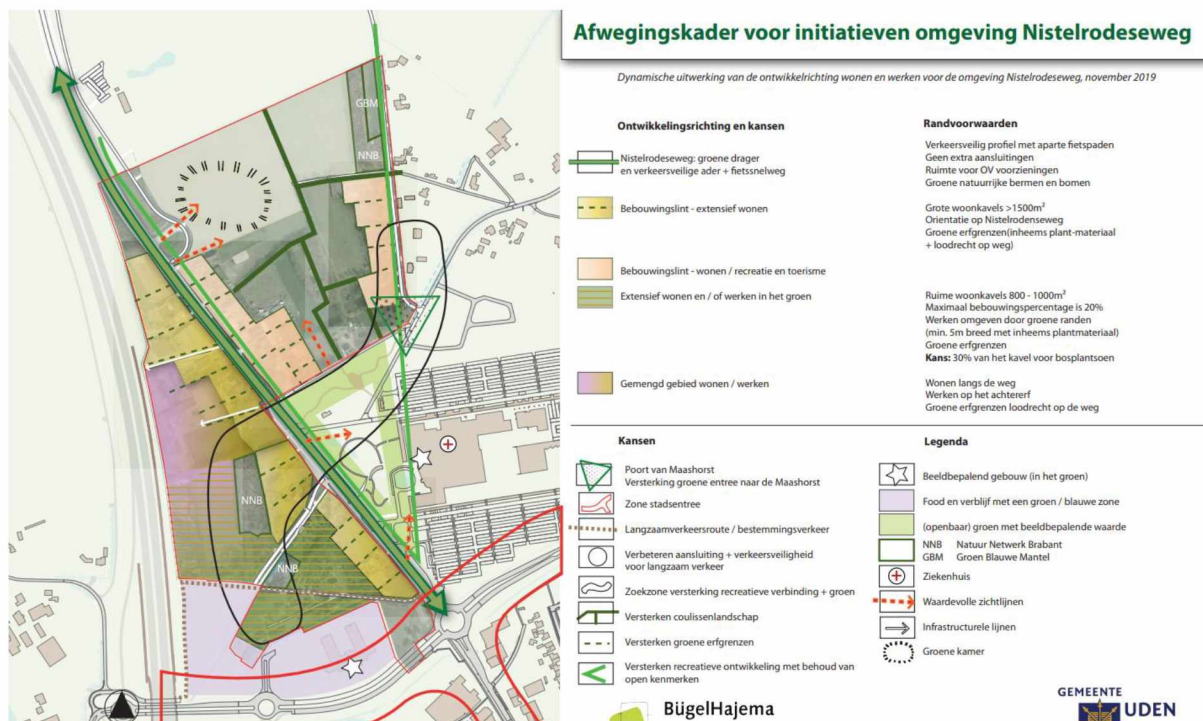 Afwegingskader voor initiatieven omgeving Nistelrodeseweg
Dynamische uitwerking van de ontwikkelrichting wonen en werken voor de omgeving Nistelrodeseweg, november 2019
Ontwikkelingsrichting en kansen
Randvoorwaarden
Nistelrodeseweg: groene drager
en verkeersveilige ader + fietssnelweg
Verkeersveilig profiel met aparte fietspaden
Geen extra aansluitingen
Ruimte voor OV voorzieningen
Groene natuurrijke bermen en bomen
Bebouwingslint - extensief wonen
Grote woonkavels >1500m²
Orientatie op Nistelrodenseweg
Groene erfgrenzen(inheems plant-materiaal
+ loodrecht op weg)
Bebouwingslint - wonen / recreatie en toerisme
Extensief wonen en / of werken in het groen
Ruime woonkavels 800 - 1000m²
Maximaal bebouwingspercentage is 20%
Werken omgeven door groene randen
(min. 5m breed met inheems plantmateriaal)
Groene erfgrenzen
Kans: 30% van het kavel voor bosplantsoen
Gemengd gebied wonen / werken
Wonen langs de weg
Werken op het achtererf
Groene erfgrenzen loodrecht op de weg
Kansen
Poort van Maashorst
Versterking groene entree naar de Maashorst
Zone stadsentree
Langzaamverkeersroute / bestemmingsverkeer
Verbeteren aansluiting + verkeersveiligheid
voor langzaam verkeer
Zoekzone versterking recreatieve verbinding + groen
Versterken coulissenlandschap
Versterken groene erfgrenzen
Versterken recreatieve ontwikkeling met behoud van
open kenmerken
Legenda
Beeldbepalend gebouw (in het groen)
Food en verblijf met een groen / blauwe zone
(openbaar) groen met beeldbepalende waarde
NNB Natuur Netwerk Brabant
GBM Groen Blauwe Mantel
Ziekenhuis
Waardevolle zichtlijnen
Infrastructurele lijnen
Groene kamer
BügelHajema
GEMEENTE
UDEN
GBM
NNB
NNB
NNB